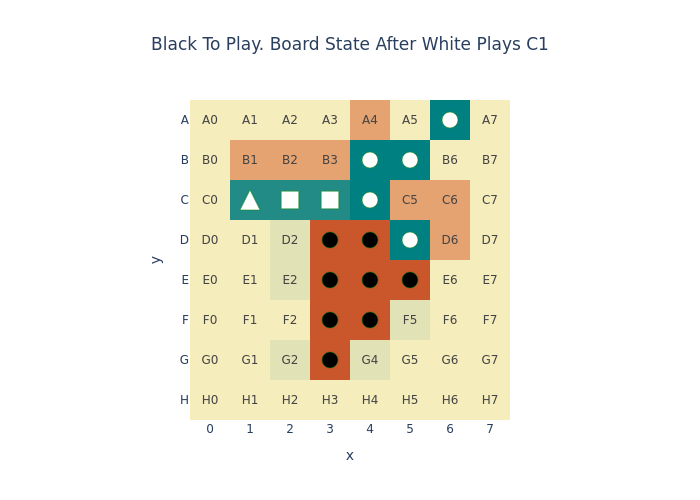 Black To Play. Board State After White Plays C1
A A0 A1 A2 A3 A4 A5 A7
B B0 B1 B2 B3 B6 B7
C C0 C5 C6 C7
D D0 D1 D2 D6 D7
E E0 E1 E2 E6 E7
F F0 F1 F2 F5 F6 F7
G G0 G1 G2 G4 G5 G6 G7
H H0 H1 H2 H3 H4 H5 H6 H7
0 1 2 3 4 5 6 7
x
y